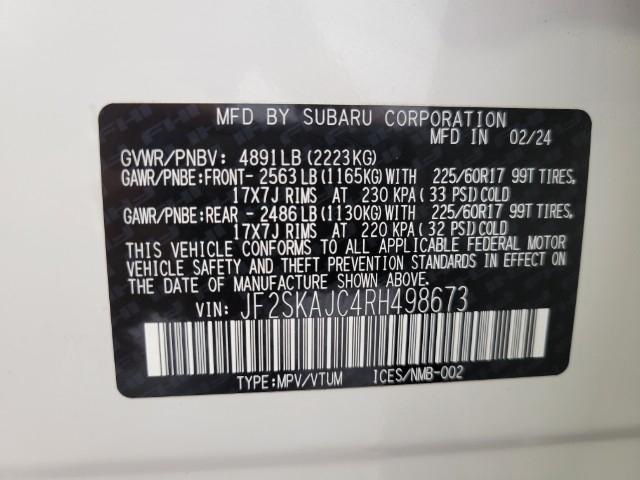 MFD BY SUBARU CORPORATION
MFD IN 02/24
GVWR/PNBV: 4891LB(2223KG)
GAWR/PNBE:FRONT-2563LB(1165KG)WITH 225/60R17 99T TIRES,
17X7J RIMS AT 230 KPA(33 PSI)COLD
GAWR/PNBE:REAR -2486LB(1130KG)WITH 225/60R17 99T TIRES,
17X7J RIMS AT 220 KPA(32 PSI)COLD
THIS VEHICLE CONFORMS TO ALL APPLICABLE FEDERAL MOTOR
VEHICLE SAFETY AND THEFT PREVENTION STANDARDS IN EFFECT ON
THE DATE OF MANUFACTURE SHOWN ABOVE.
VIN: JF2SKAJC4RH498673
TYPE:MPV/VTUM ICES/NMB-002